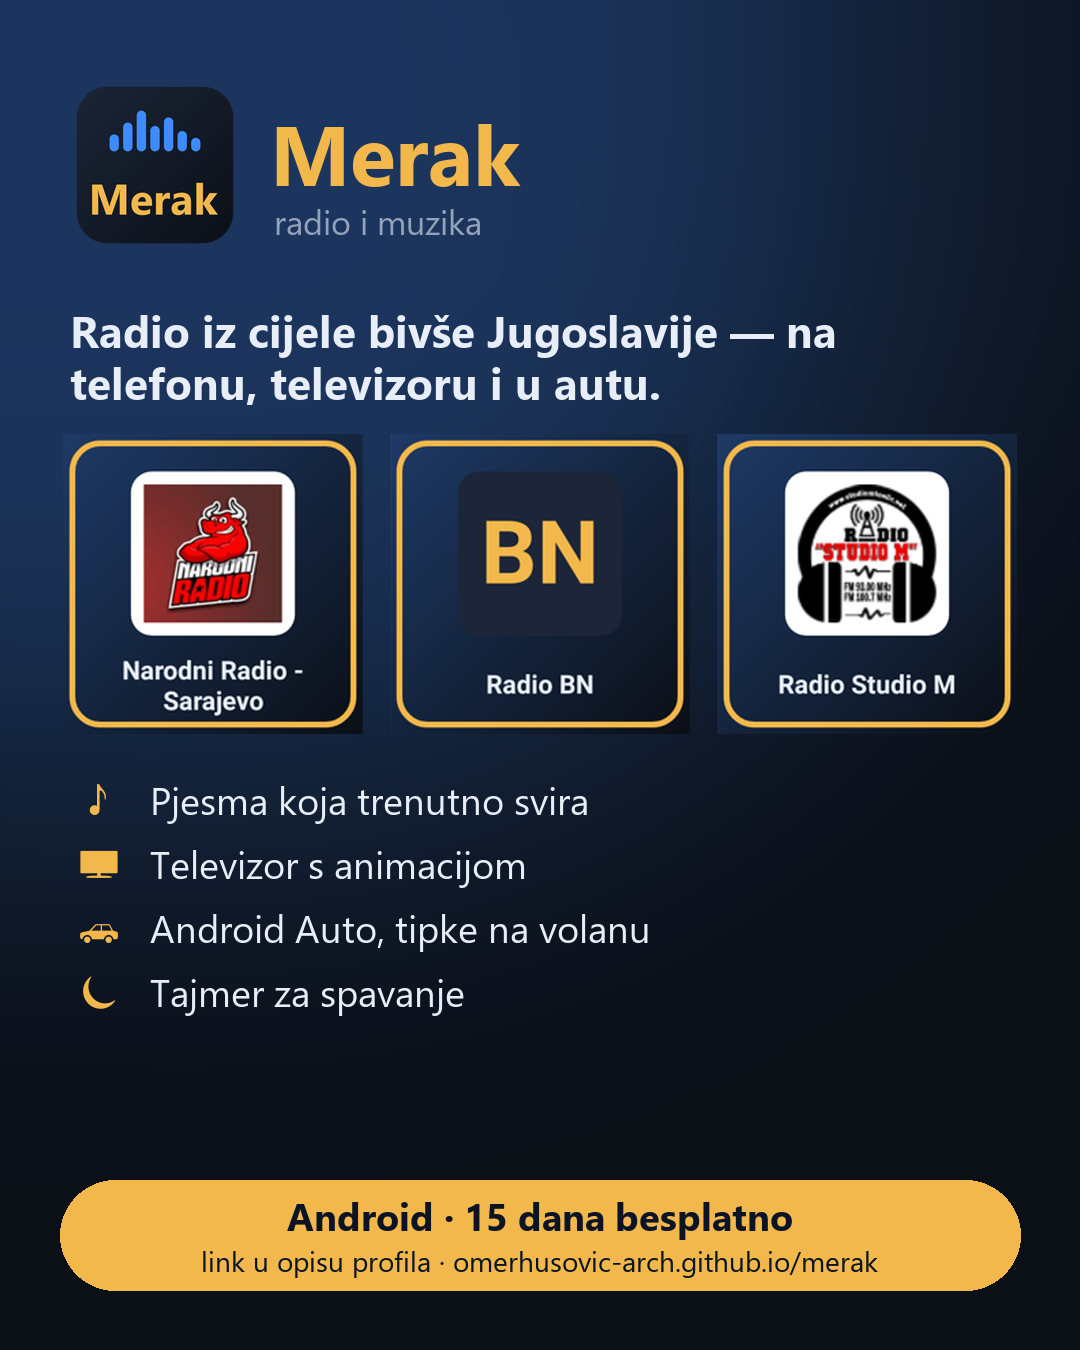 Merak
Merak
radio i muzika
Radio iz cijele bivše Jugoslavije — na
telefonu, televizoru i u autu.
NARODNI
RADIO
Narodni Radio -
Sarajevo
BN
Radio BN
RADIO
"STUDIO M"
Radio Studio M
Pjesma koja trenutno svira
Televizor s animacijom
Android Auto, tipke na volanu
Tajmer za spavanje
Android · 15 dana besplatno
link u opisu profila · omerhusovic-arch.github.io/merak